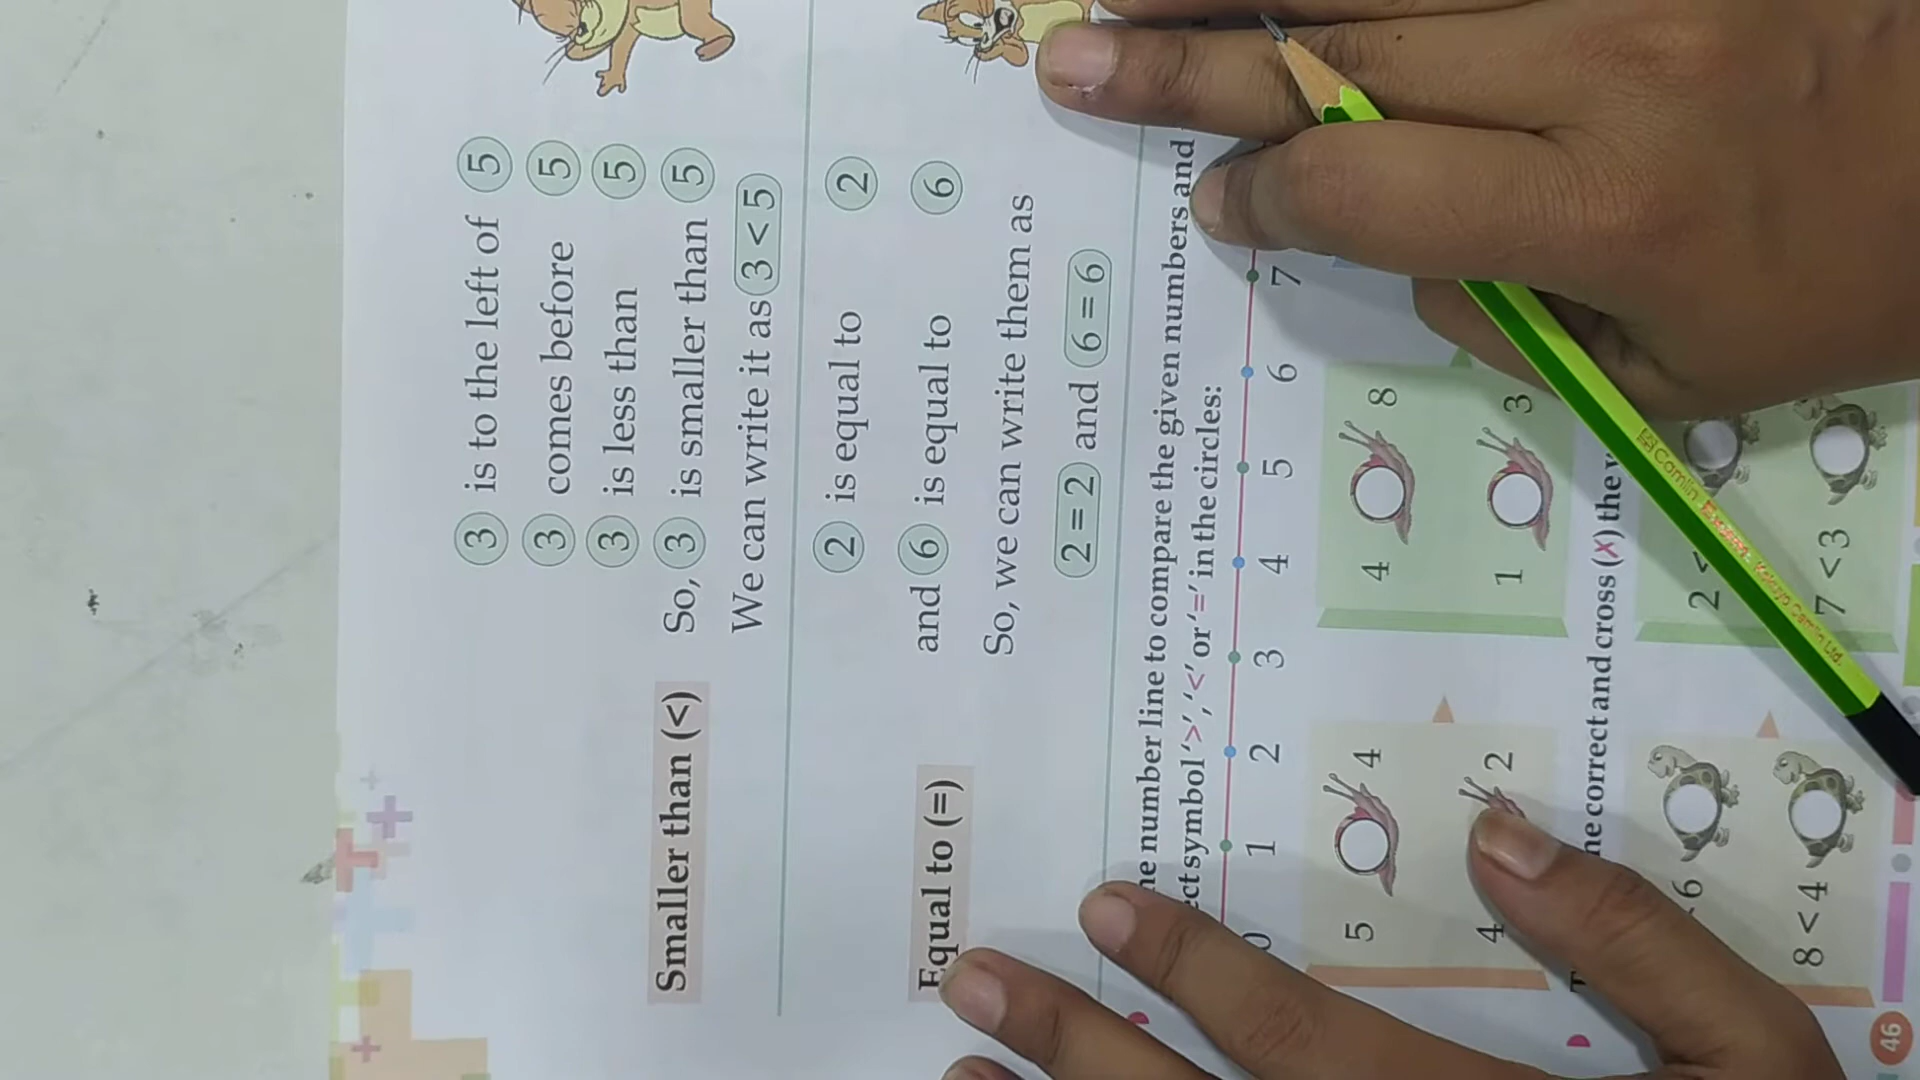 3 is to the left of 5
3 comes before 5
3 is less than 5
Smaller than (<) So, 3 is smaller than 5
We can write it as 3 < 5
2 is equal to 2
Equal to (=) and 6 is equal to 6
So, we can write them as
2 = 2 and 6 = 6
number line to compare the given numbers and
symbol '>', '<' or '=' in the circles:
0 1 2 3 4 5 6 7
5 4 4 8
4 2 1 3
correct and cross (✗) the
6 2 <
8 < 4 7 < 3
46
Camlin